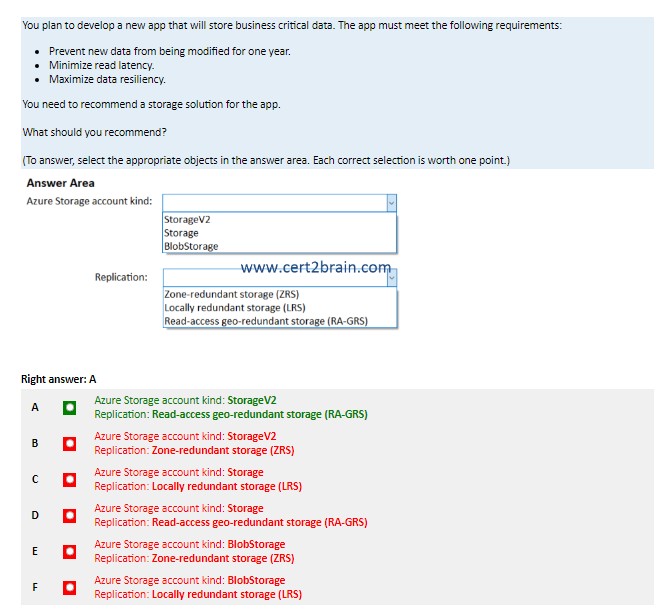 You plan to develop a new app that will store business critical data. The app must meet the following requirements:
• Prevent new data from being modified for one year.
• Minimize read latency.
• Maximize data resiliency.
You need to recommend a storage solution for the app.
What should you recommend?
(To answer, select the appropriate objects in the answer area. Each correct selection is worth one point.)
Answer Area
Azure Storage account kind:
StorageV2
Storage
BlobStorage
www.cert2brain.com
Replication:
Zone-redundant storage (ZRS)
Locally redundant storage (LRS)
Read-access geo-redundant storage (RA-GRS)
Right answer: A
A
Azure Storage account kind: StorageV2
Replication: Read-access geo-redundant storage (RA-GRS)
B
Azure Storage account kind: StorageV2
Replication: Zone-redundant storage (ZRS)
C
Azure Storage account kind: Storage
Replication: Locally redundant storage (LRS)
D
Azure Storage account kind: Storage
Replication: Read-access geo-redundant storage (RA-GRS)
E
Azure Storage account kind: BlobStorage
Replication: Zone-redundant storage (ZRS)
F
Azure Storage account kind: BlobStorage
Replication: Locally redundant storage (LRS)